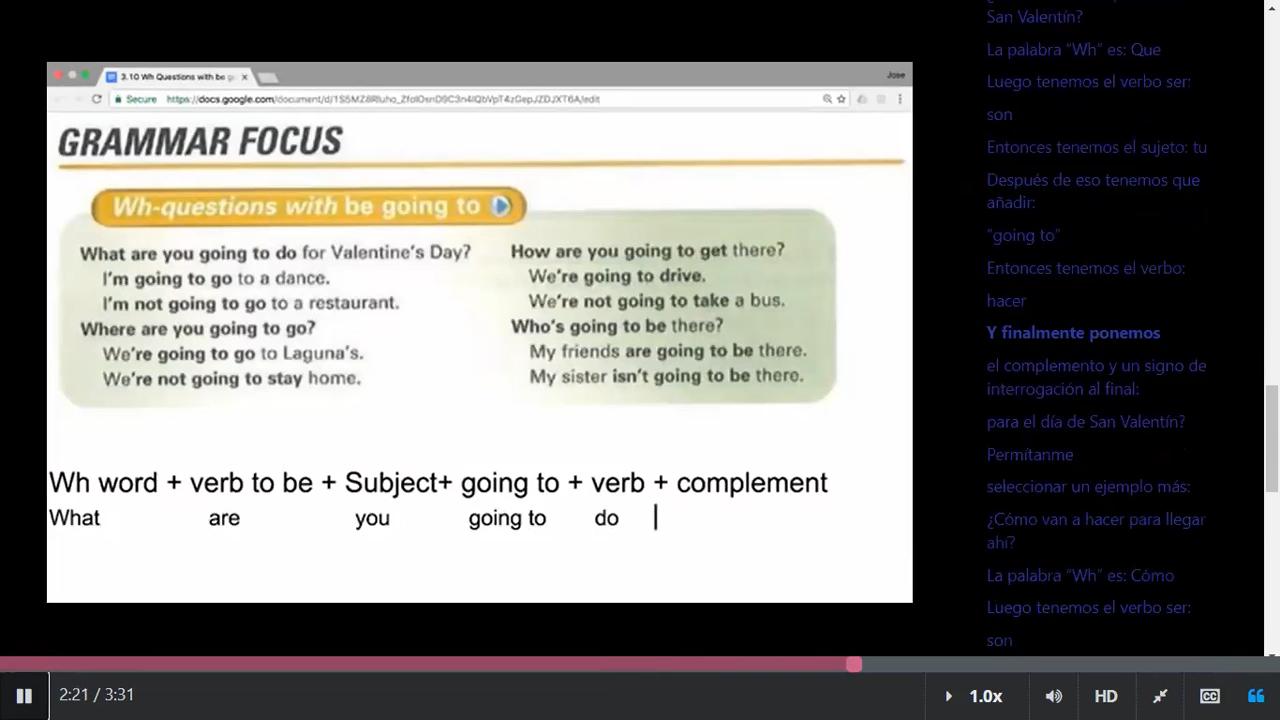 3.10 Wh Questions with be g
Jose
Secure
GRAMMAR FOCUS
Wh-questions with be going to
What are you going to do for Valentine's Day?
I'm going to go to a dance.
I'm not going to go to a restaurant.
Where are you going to go?
We're going to go to Laguna's.
We're not going to stay home.
How are you going to get there?
We're going to drive.
We're not going to take a bus.
Who's going to be there?
My friends are going to be there.
My sister isn't going to be there.
Wh word + verb to be + Subject+ going to + verb + complement
What are you going to do
San Valentín?
La palabra “Wh” es: Que
Luego tenemos el verbo ser:
son
Entonces tenemos el sujeto: tu
Después de eso tenemos que
añadir:
“going to”
Entonces tenemos el verbo:
hacer
Y finalmente ponemos
el complemento y un signo de
interrogación al final:
para el día de San Valentín?
Permítanme
seleccionar un ejemplo más:
¿Cómo van a hacer para llegar
ahí?
La palabra “Wh” es: Cómo
Luego tenemos el verbo ser:
son
2:21 / 3:31
1.0x
HD
CC